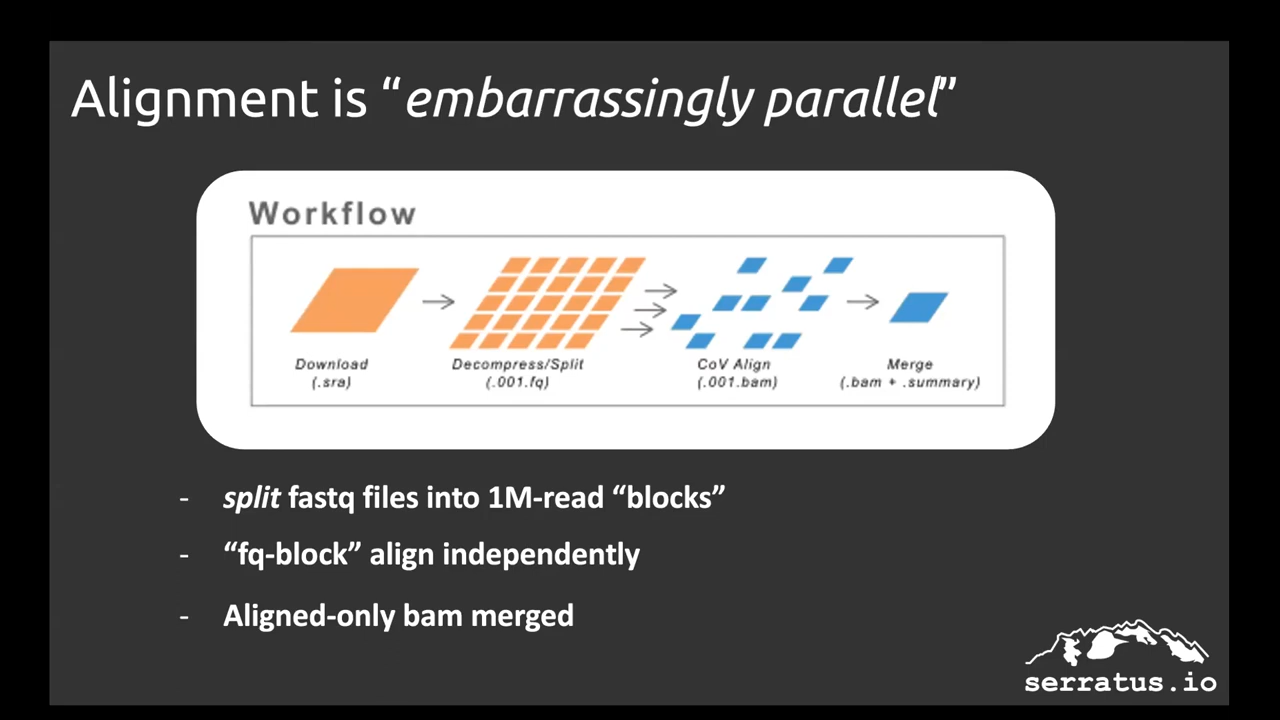 Alignment is “embarrassingly parallel”
Workflow
Download
(.sra)
Decompress/Split
(.001.fq)
CoV Align
(.001.bam)
Merge
(.bam + .summary)
- split fastq files into 1M-read “blocks”
- “fq-block” align independently
- Aligned-only bam merged
serratus.io